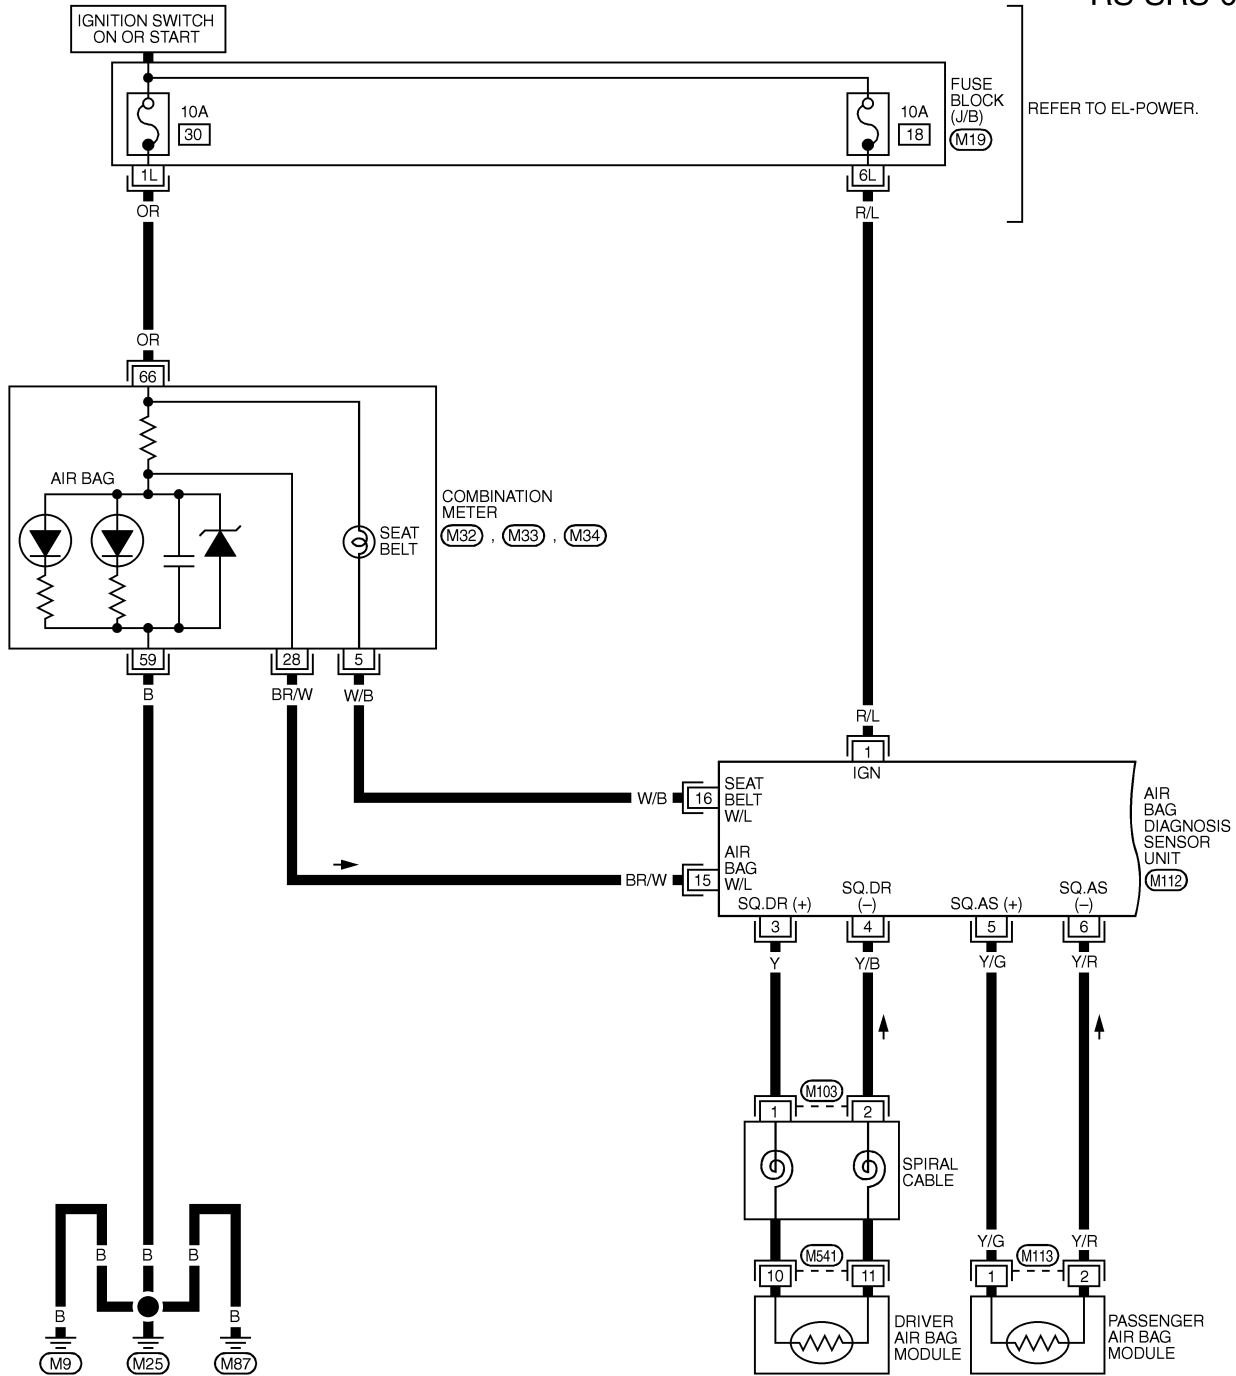 IGNITION SWITCH
ON OR START
10A
30
10A
18
FUSE
BLOCK
(J/B)
M19
REFER TO EL-POWER.
1L
6L
OR
R/L
OR
66
AIR BAG
SEAT
BELT
COMBINATION
METER
M32 , M33 , M34
59
28
5
B
BR/W
W/B
R/L
1
IGN
W/B
16
SEAT
BELT
W/L
BR/W
15
AIR
BAG
W/L
AIR
BAG
DIAGNOSIS
SENSOR
UNIT
M112
SQ.DR (+)
SQ.DR
(–)
SQ.AS (+)
SQ.AS
(–)
3
4
5
6
Y
Y/B
Y/G
Y/R
M103
1
2
SPIRAL
CABLE
Y/G
Y/R
M541
10
11
M113
1
2
DRIVER
AIR BAG
MODULE
PASSENGER
AIR BAG
MODULE
B
B
B
B
B
M9
M25
M87